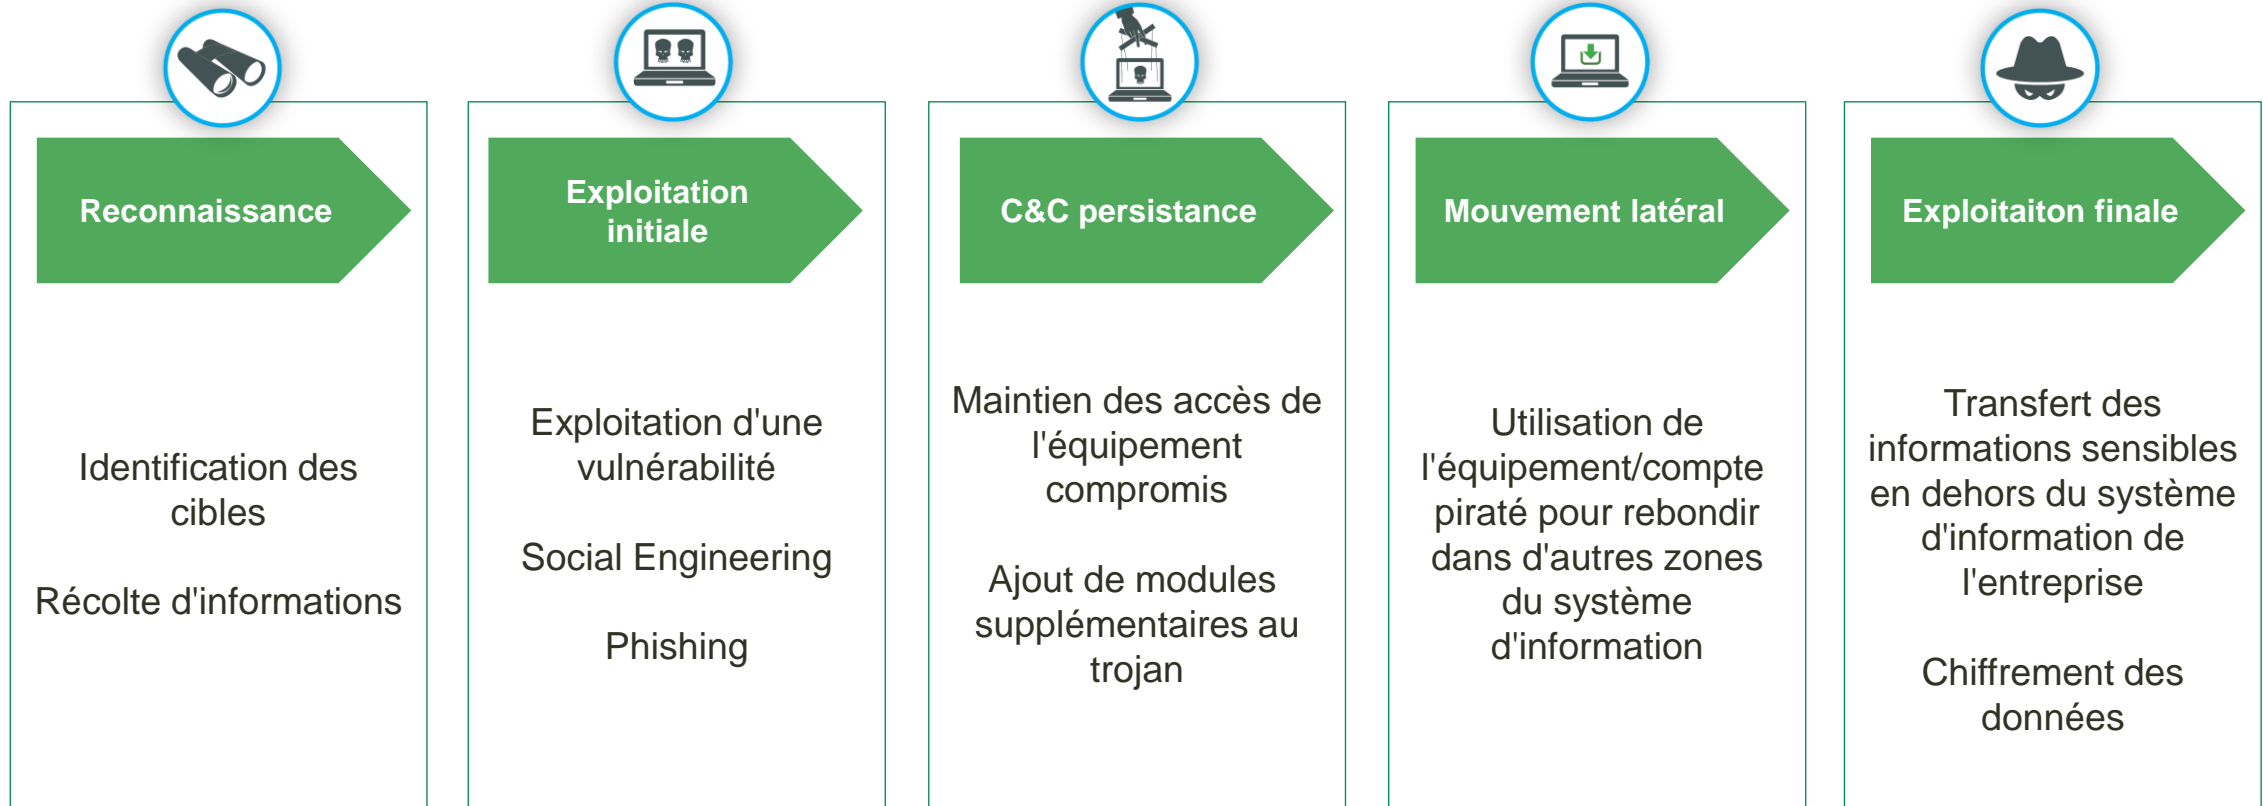 Reconnaissance
Identification des
cibles
Récolte d'informations
Exploitation
initiale
Exploitation d'une
vulnérabilité
Social Engineering
Phishing
C&C persistance
Maintien des accès de
l'équipement
compromis
Ajout de modules
supplémentaires au
trojan
Mouvement latéral
Utilisation de
l'équipement/compte
piraté pour rebondir
dans d'autres zones
du système
d'information
Exploitaiton finale
Transfert des
informations sensibles
en dehors du système
d'information de
l'entreprise
Chiffrement des
données